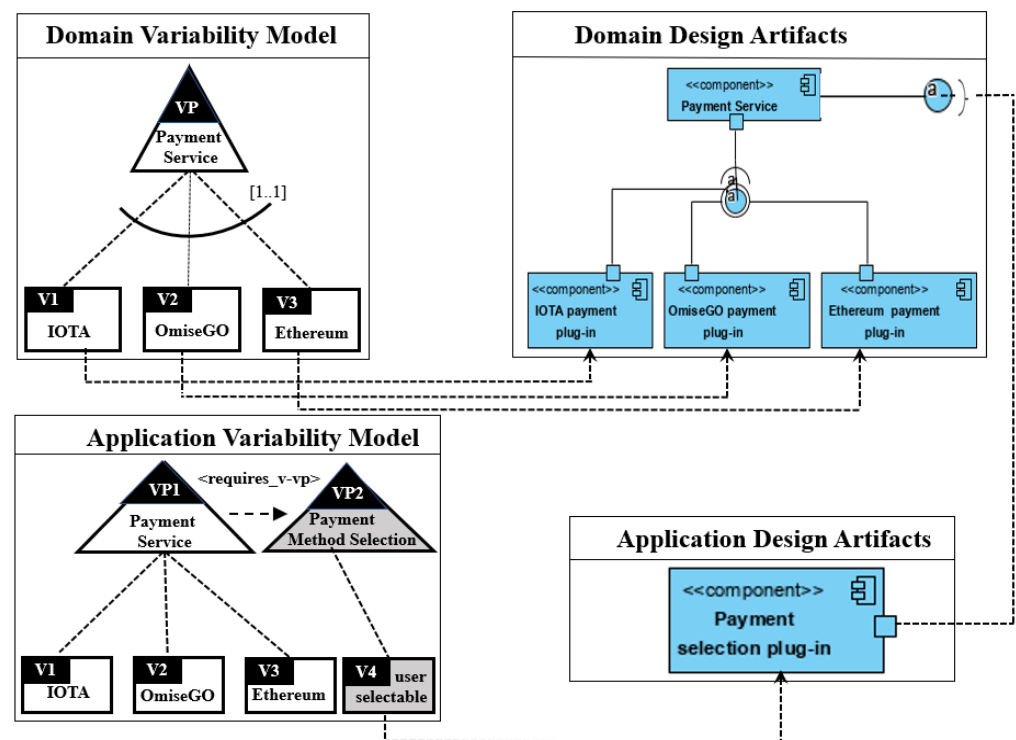 Domain Variability Model
VP
Payment
Service
[1..1]
V1
IOTA
V2
OmiseGO
V3
Ethereum
Domain Design Artifacts
<<component>>
Payment Service
a
a
a
<<component>>
IOTA payment
plug-in
<<component>>
OmiseGO payment
plug-in
<<component>>
Ethereum payment
plug-in
Application Variability Model
VP1
Payment
Service
<requires_v-vp>
VP2
Payment
Method Selection
V1
IOTA
V2
OmiseGO
V3
Ethereum
V4
user
selectable
Application Design Artifacts
<<component>>
Payment
selection plug-in